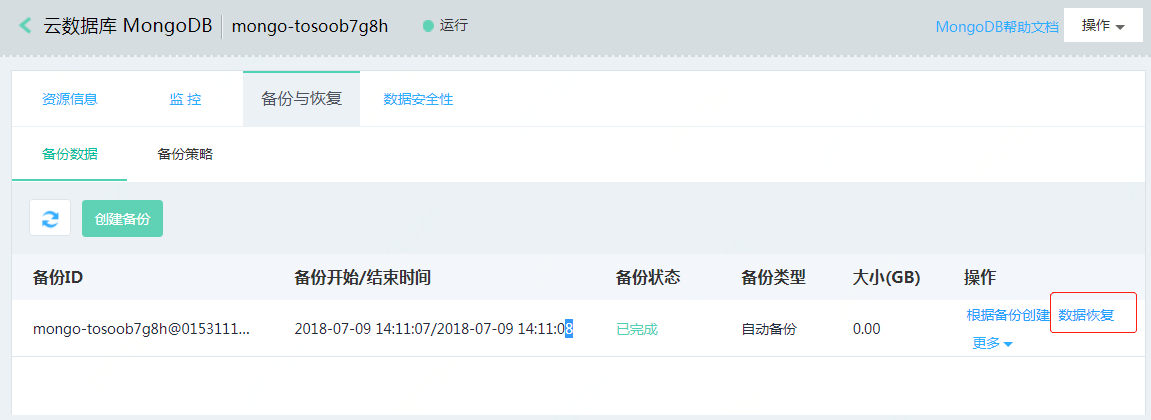 云数据库 MongoDB mongo-tosoob7g8h 运行 MongoDB帮助文档 操作
资源信息 监 控 备份与恢复 数据安全性
备份数据 备份策略
创建备份
备份ID 备份开始/结束时间 备份状态 备份类型 大小(GB) 操作
mongo-tosoob7g8h@0153111... 2018-07-09 14:11:07/2018-07-09 14:11:08 已完成 自动备份 0.00 根据备份创建 数据恢复
更多